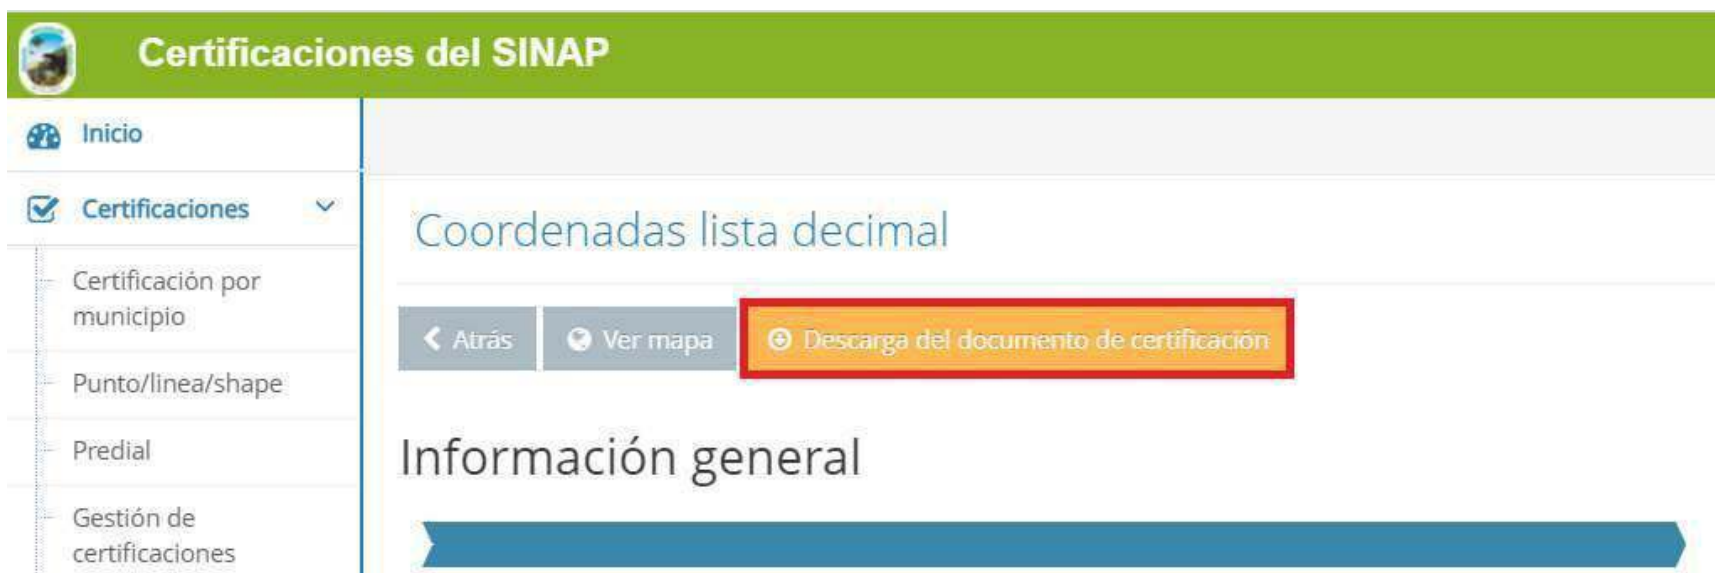 Certificaciones del SINAP
Inicio
Certificaciones
Certificación por
municipio
Punto/linea/shape
Predial
Gestión de
certificaciones
Coordenadas lista decimal
Atrás
Ver mapa
Descarga del documento de certificación
Información general